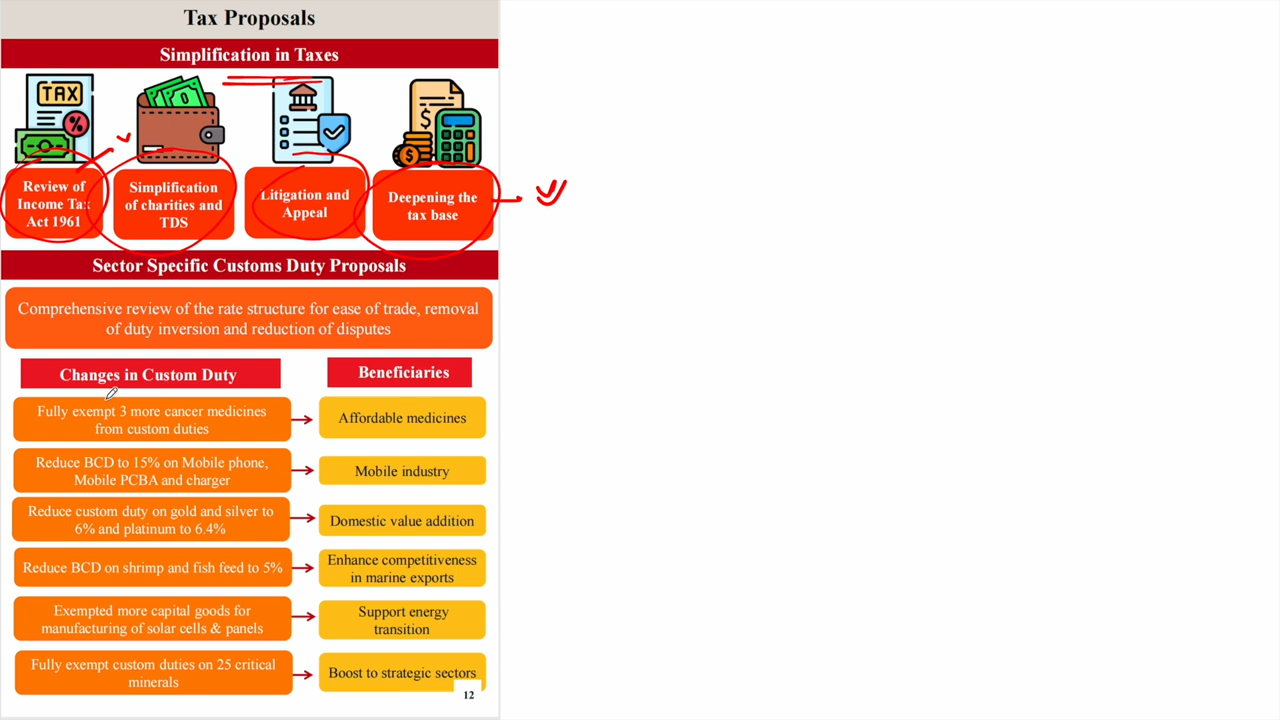 Tax Proposals
Simplification in Taxes
TAX
%
$
$
Review of
Income Tax
Act 1961
Simplification
of charities and
TDS
Litigation and
Appeal
Deepening the
tax base
Sector Specific Customs Duty Proposals
Comprehensive review of the rate structure for ease of trade, removal
of duty inversion and reduction of disputes
Changes in Custom Duty
Beneficiaries
Fully exempt 3 more cancer medicines
from custom duties
Affordable medicines
Reduce BCD to 15% on Mobile phone,
Mobile PCBA and charger
Mobile industry
Reduce custom duty on gold and silver to
6% and platinum to 6.4%
Domestic value addition
Reduce BCD on shrimp and fish feed to 5%
Enhance competitiveness
in marine exports
Exempted more capital goods for
manufacturing of solar cells & panels
Support energy
transition
Fully exempt custom duties on 25 critical
minerals
Boost to strategic sectors
12